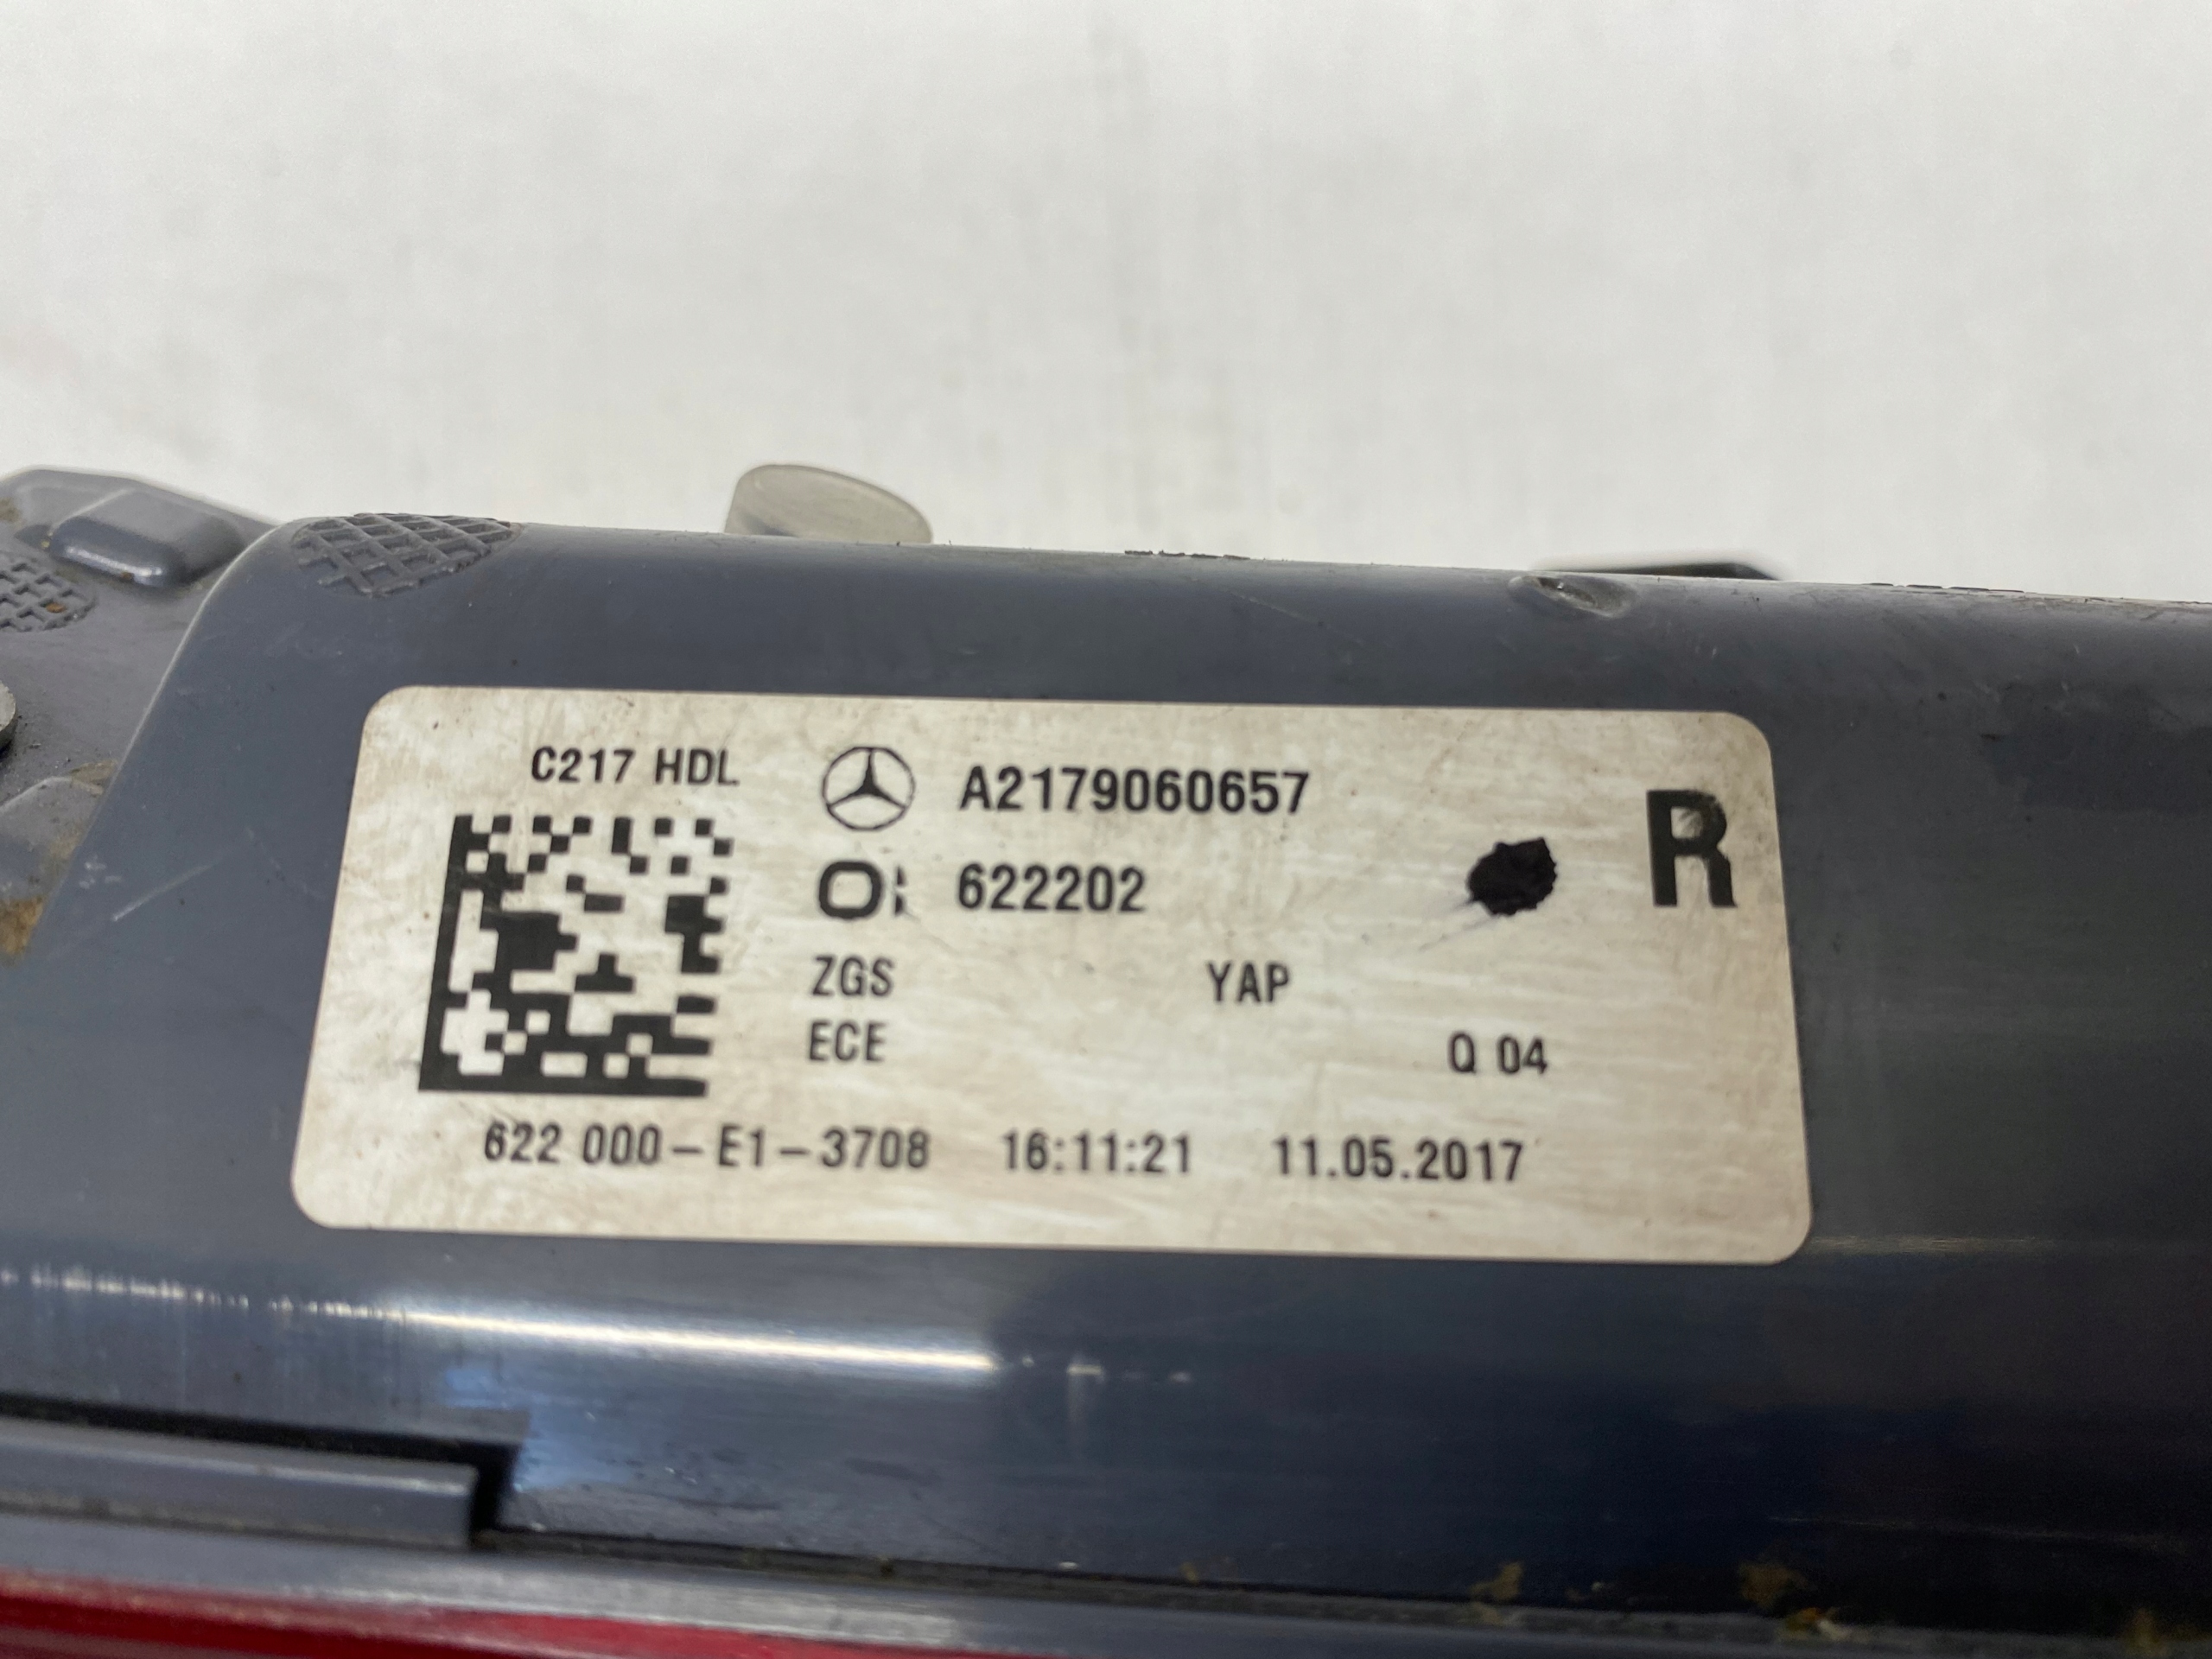 C217 HDL A2179060657
622202 R
ZGS YAP
ECE Q 04
622 000-E1-3708 16:11:21 11.05.2017